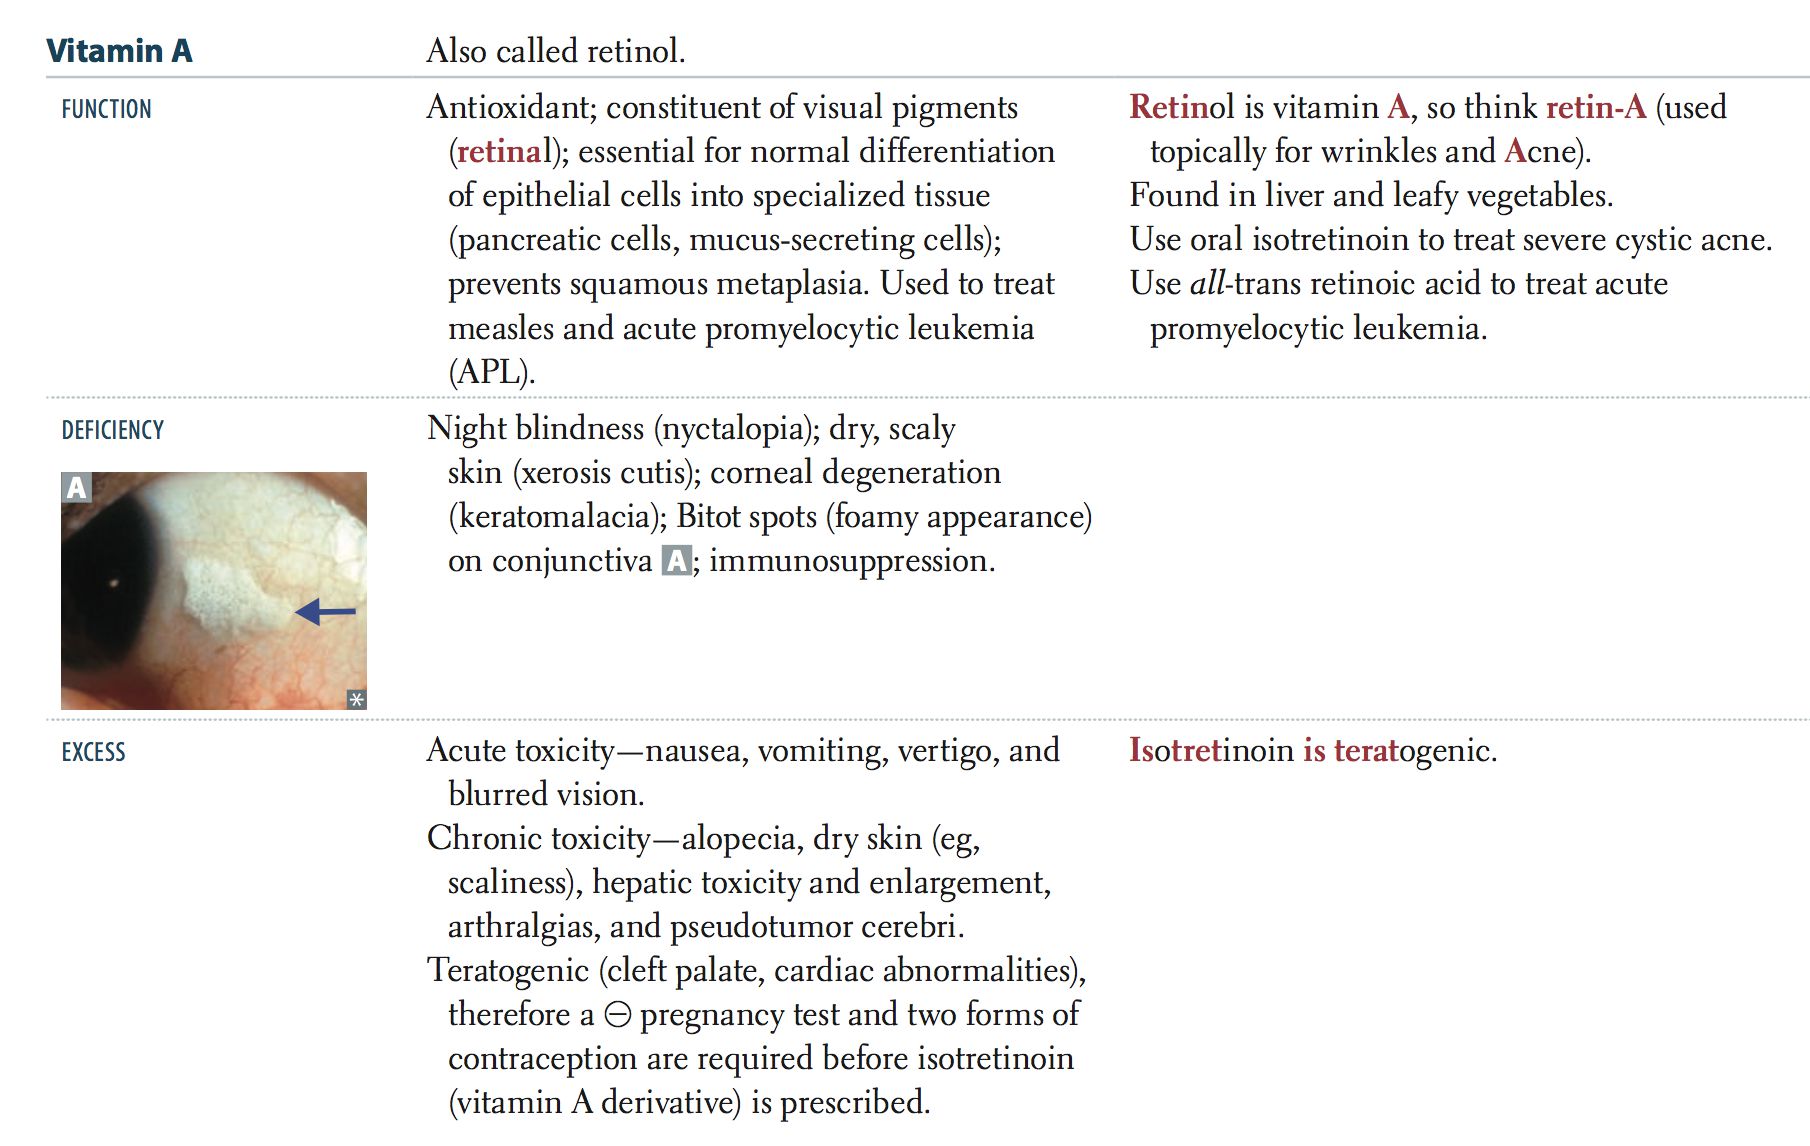 Vitamin A
Also called retinol.
FUNCTION
Antioxidant; constituent of visual pigments
(retinal); essential for normal differentiation
of epithelial cells into specialized tissue
(pancreatic cells, mucus-secreting cells);
prevents squamous metaplasia. Used to treat
measles and acute promyelocytic leukemia
(APL).
Retinol is vitamin A, so think retin-A (used
topically for wrinkles and Acne).
Found in liver and leafy vegetables.
Use oral isotretinoin to treat severe cystic acne.
Use all-trans retinoic acid to treat acute
promyelocytic leukemia.
DEFICIENCY
A
*
Night blindness (nyctalopia); dry, scaly
skin (xerosis cutis); corneal degeneration
(keratomalacia); Bitot spots (foamy appearance)
on conjunctiva A; immunosuppression.
EXCESS
Acute toxicity—nausea, vomiting, vertigo, and
blurred vision.
Chronic toxicity—alopecia, dry skin (eg,
scaliness), hepatic toxicity and enlargement,
arthralgias, and pseudotumor cerebri.
Teratogenic (cleft palate, cardiac abnormalities),
therefore a ⊖ pregnancy test and two forms of
contraception are required before isotretinoin
(vitamin A derivative) is prescribed.
Isotretinoin is teratogenic.